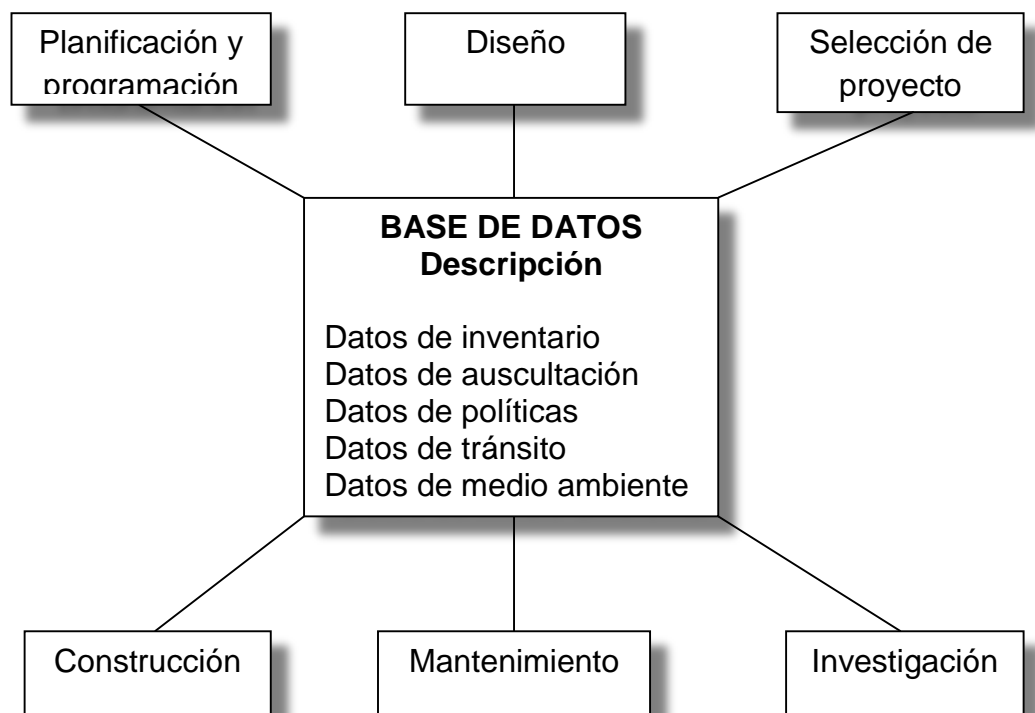 Planificación y
programación
Diseño
Selección de
proyecto
BASE DE DATOS
Descripción
Datos de inventario
Datos de auscultación
Datos de políticas
Datos de tránsito
Datos de medio ambiente
Construcción
Mantenimiento
Investigación